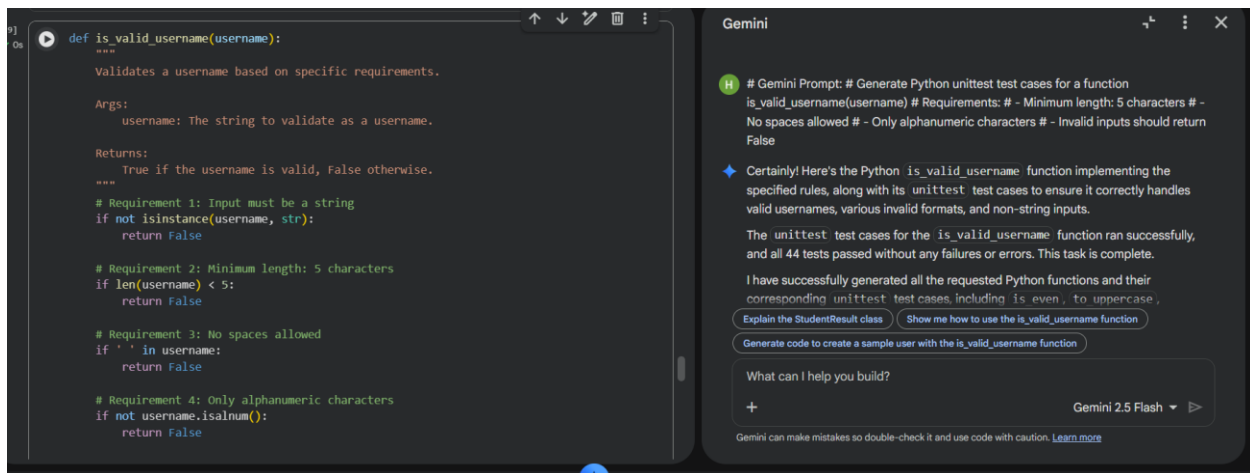 9]
0s
def is_valid_username(username):
"""
Validates a username based on specific requirements.
Args:
username: The string to validate as a username.
Returns:
True if the username is valid, False otherwise.
"""
# Requirement 1: Input must be a string
if not isinstance(username, str):
return False
# Requirement 2: Minimum length: 5 characters
if len(username) < 5:
return False
# Requirement 3: No spaces allowed
if ' ' in username:
return False
# Requirement 4: Only alphanumeric characters
if not username.isalnum():
return False
Gemini
H
# Gemini Prompt: # Generate Python unittest test cases for a function
is_valid_username(username) # Requirements: # - Minimum length: 5 characters # -
No spaces allowed # - Only alphanumeric characters # - Invalid inputs should return
False
Certainly! Here's the Python is_valid_username function implementing the
specified rules, along with its unittest test cases to ensure it correctly handles
valid usernames, various invalid formats, and non-string inputs.
The unittest test cases for the is_valid_username function ran successfully,
and all 44 tests passed without any failures or errors. This task is complete.
I have successfully generated all the requested Python functions and their
corresponding unittest test cases, including is_even, to_uppercase,
Explain the StudentResult class
Show me how to use the is_valid_username function
Generate code to create a sample user with the is_valid_username function
What can I help you build?
Gemini 2.5 Flash
Gemini can make mistakes so double-check it and use code with caution. Learn more